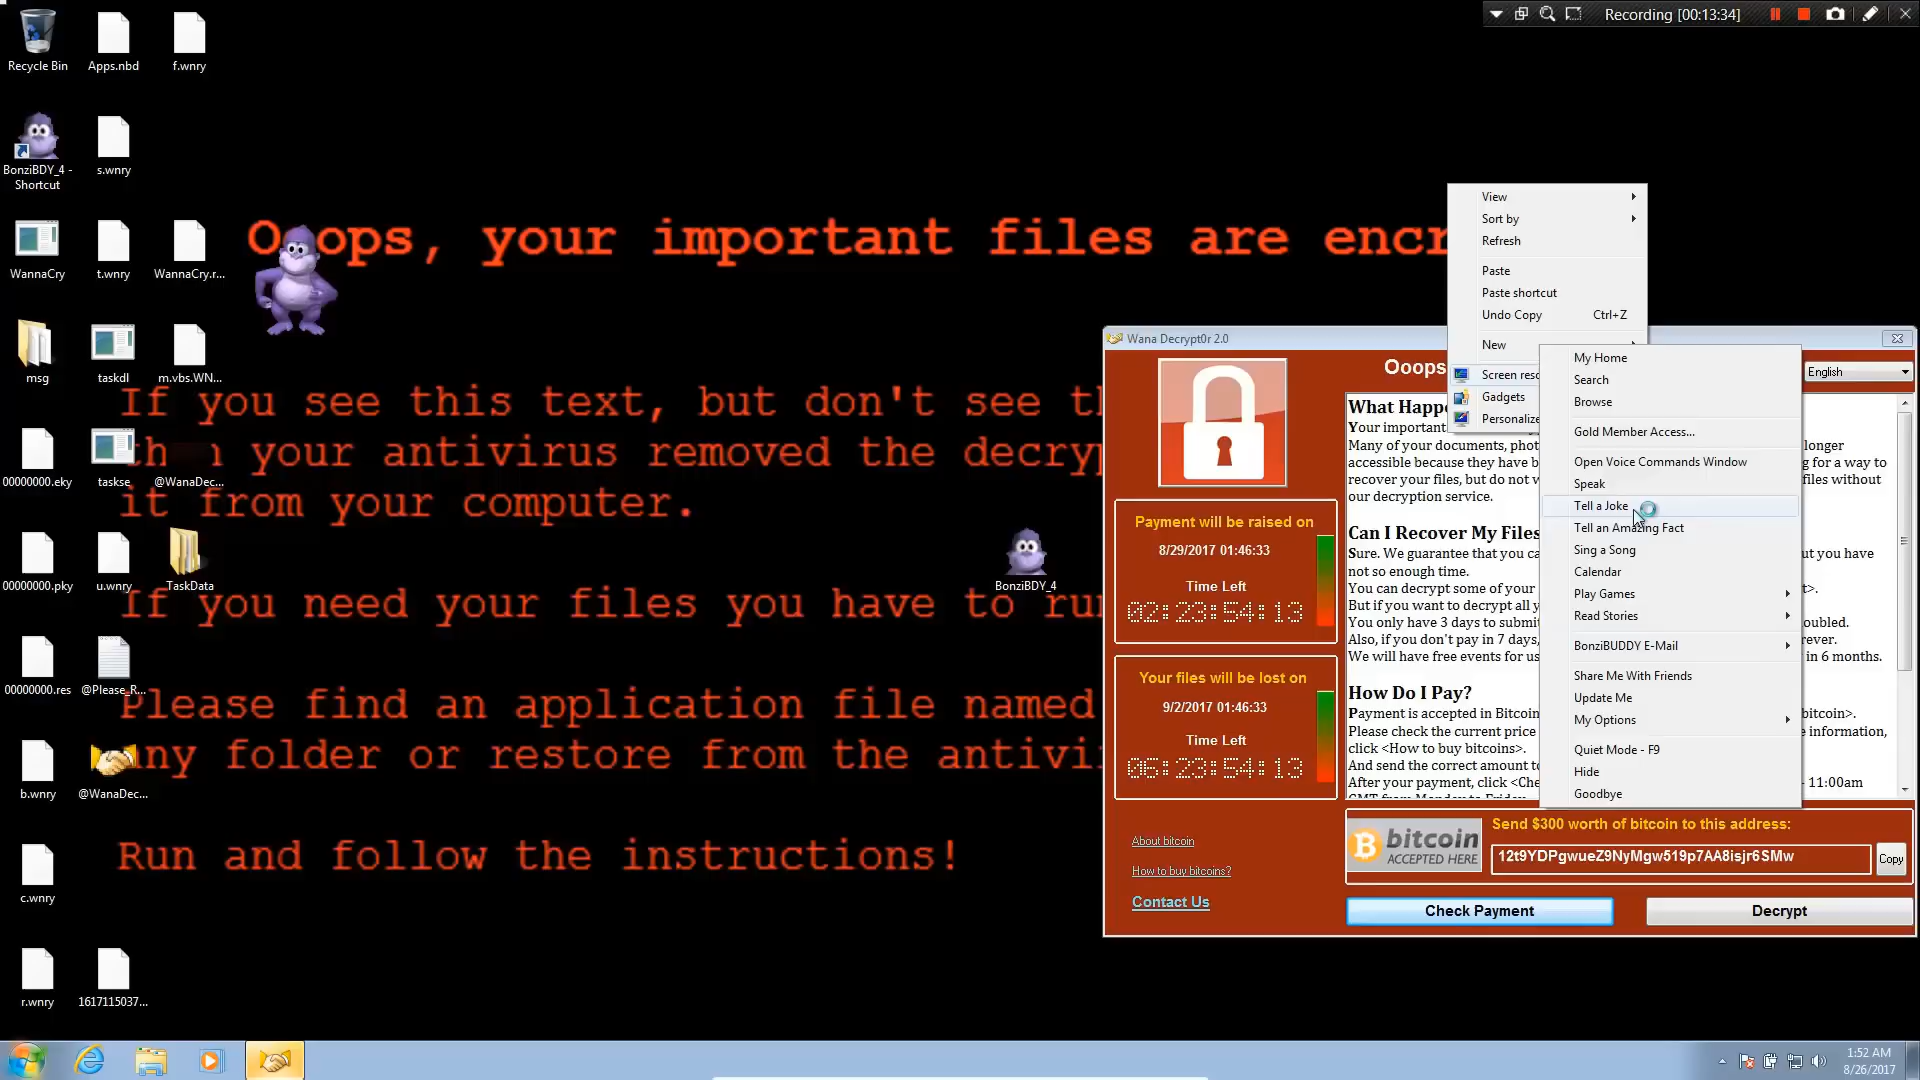 Recording [00:13:34]
Recycle Bin
Apps.nbd
f.wnry
BonziBDY_4 -
Shortcut
s.wnry
WannaCry
t.wnry
WannaCry.r...
msg
taskdl
m.vbs.WN...
00000000.eky
taskse
@WanaDec...
00000000.pky
u.wnry
TaskData
00000000.res
@Please_R...
b.wnry
@WanaDec...
c.wnry
r.wnry
1617115037...
BonziBDY_4
Ooops, your important files are encr
If you see this text, but don't see th
your antivirus removed the decryp
it from your computer.
If you need your files you have to ru
Please find an application file named
any folder or restore from the antivi
Run and follow the instructions!
View
Sort by
Refresh
Paste
Paste shortcut
Undo Copy Ctrl+Z
New
Screen reso
Gadgets
Personalize
My Home
Search
Browse
Gold Member Access...
Open Voice Commands Window
Speak
Tell a Joke
Tell an Amazing Fact
Sing a Song
Calendar
Play Games
Read Stories
BonziBUDDY E-Mail
Share Me With Friends
Update Me
My Options
Quiet Mode - F9
Hide
Goodbye
Wana Decrypt0r 2.0
Ooops
English
Payment will be raised on
8/29/2017 01:46:33
Time Left
02:23:54:13
Your files will be lost on
9/2/2017 01:46:33
Time Left
06:23:54:13
About bitcoin
How to buy bitcoins?
Contact Us
What Happ
Your important
Many of your documents, phot longer
accessible because they have b g for a way to
recover your files, but do not w files without
our decryption service.
Can I Recover My Files
Sure. We guarantee that you ca ut you have
not so enough time.
You can decrypt some of your t>.
But if you want to decrypt all y
You only have 3 days to submit oubled.
Also, if you don't pay in 7 days, rever.
We will have free events for us in 6 months.
How Do I Pay?
Payment is accepted in Bitcoin bitcoin>.
Please check the current price e information,
click <How to buy bitcoins>.
And send the correct amount to
After your payment, click <Che - 11:00am
bitcoin
ACCEPTED HERE
Send $300 worth of bitcoin to this address:
12t9YDPgwueZ9NyMgw519p7AA8isjr6SMw
Copy
Check Payment
Decrypt
1:52 AM
8/26/2017